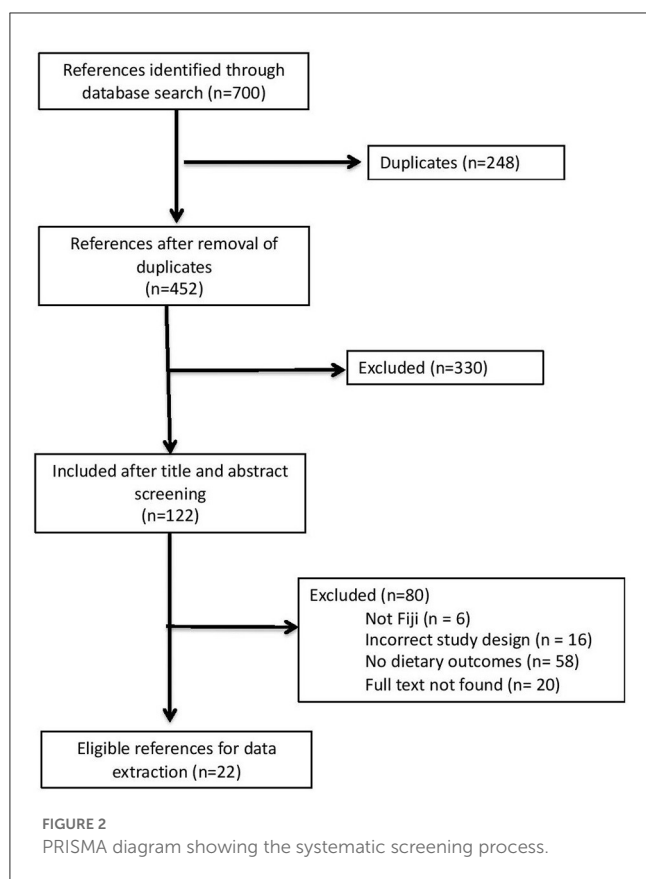 References identified through
database search (n=700)
Duplicates (n=248)
References after removal of
duplicates
(n=452)
Excluded (n=330)
Included after title and abstract
screening
(n=122)
Excluded (n=80)
Not Fiji (n = 6)
Incorrect study design (n = 16)
No dietary outcomes (n= 58)
Full text not found (n= 20)
Eligible references for data
extraction (n=22)
FIGURE 2
PRISMA diagram showing the systematic screening process.